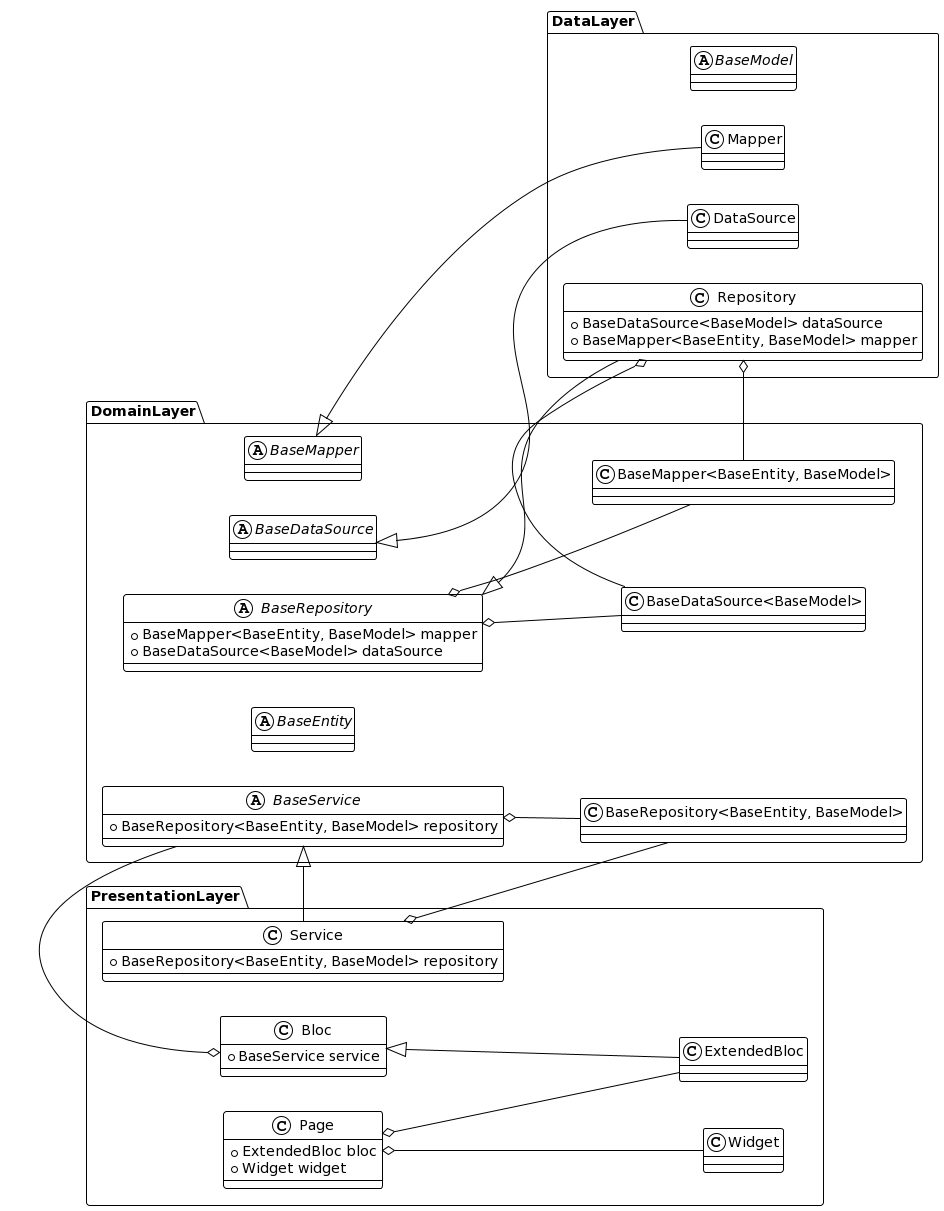 DataLayer
A BaseModel
C Mapper
C DataSource
C Repository
BaseDataSource<BaseModel> dataSource
BaseMapper<BaseEntity, BaseModel> mapper
DomainLayer
A BaseMapper
C BaseMapper<BaseEntity, BaseModel>
A BaseDataSource
A BaseRepository
BaseMapper<BaseEntity, BaseModel> mapper
BaseDataSource<BaseModel> dataSource
C BaseDataSource<BaseModel>
A BaseEntity
A BaseService
BaseRepository<BaseEntity, BaseModel> repository
C BaseRepository<BaseEntity, BaseModel>
PresentationLayer
C Service
BaseRepository<BaseEntity, BaseModel> repository
C Bloc
BaseService service
C ExtendedBloc
C Page
ExtendedBloc bloc
Widget widget
C Widget